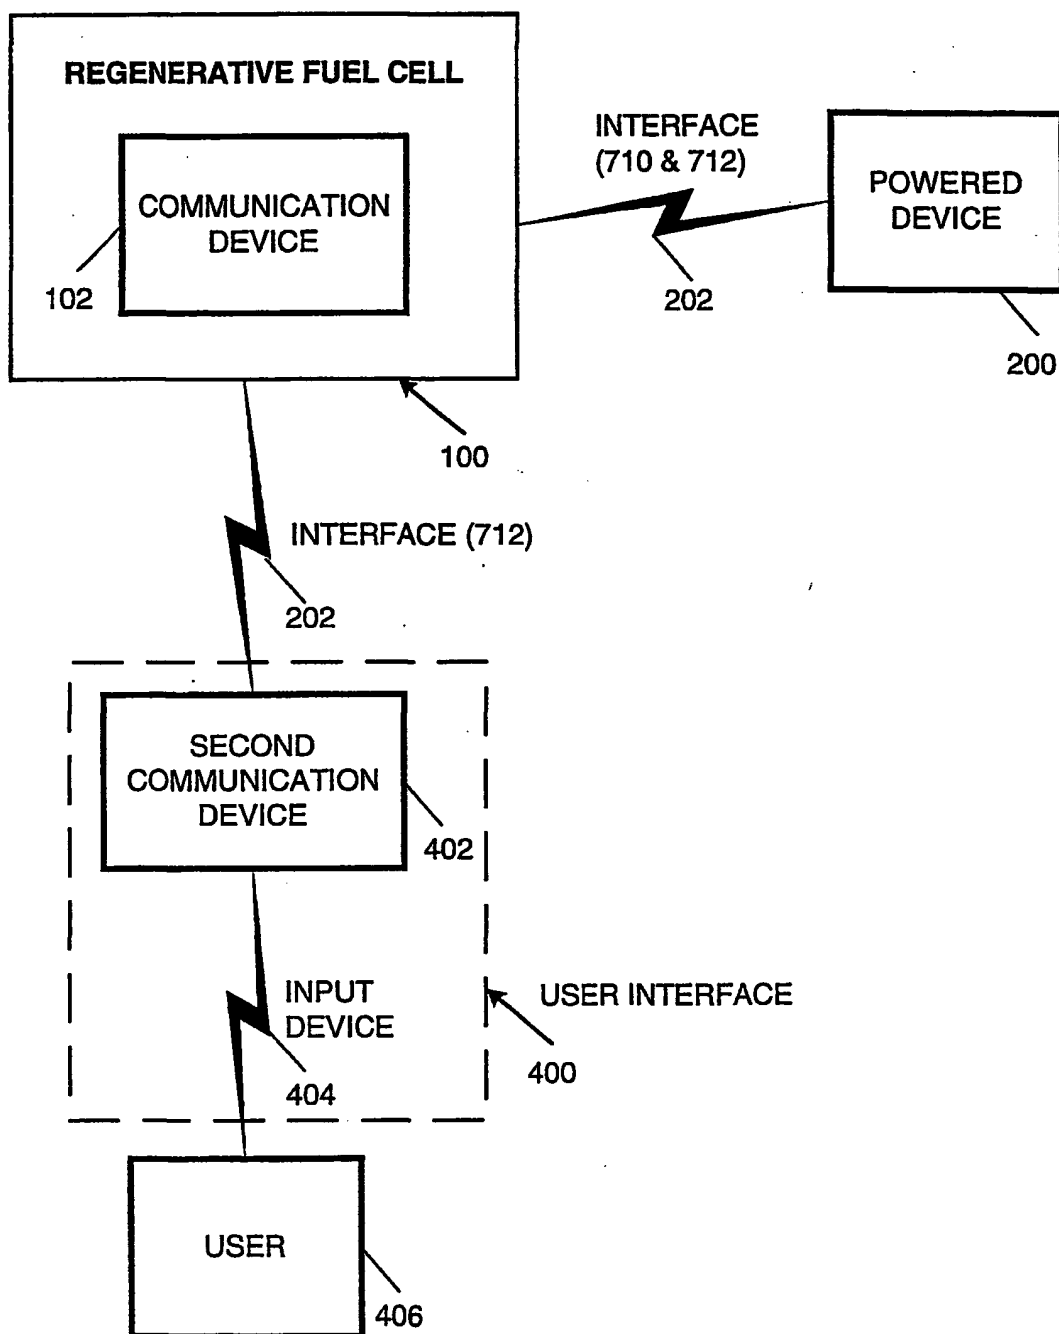 REGENERATIVE FUEL CELL
COMMUNICATION
DEVICE
102
100
INTERFACE
(710 & 712)
202
POWERED
DEVICE
200
INTERFACE (712)
202
SECOND
COMMUNICATION
DEVICE
402
INPUT
DEVICE
404
USER INTERFACE
400
USER
406